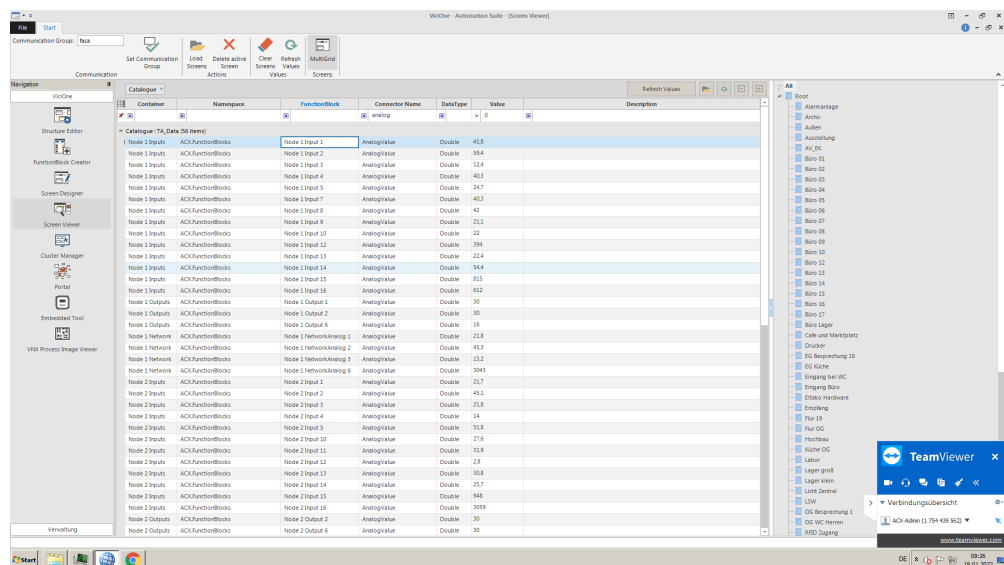 ViciOne - Automation Suite - [Screen Viewer]
File Start
Communication Group: fasa
Set Communication Group
Load Screens
Delete active Screen
Clear Screens
Refresh Values
MultiGrid
Communication Actions Values Screens
Navigation
ViciOne
Structure Editor
FunctionBlock Creator
Screen Designer
Screen Viewer
Cluster Manager
Portal
Embedded Tool
VNX Process Image Viewer
Verwaltung
Catalogue
Refresh Values
Container Namespace FunctionBlock Connector Name DataType Value Description
analog > 0
Catalogue : TA_Data (56 items)
Node 1 Inputs ACX.FunctionBlocks Node 1 Input 1 AnalogValue Double 41,8
Node 1 Inputs ACX.FunctionBlocks Node 1 Input 2 AnalogValue Double 59,4
Node 1 Inputs ACX.FunctionBlocks Node 1 Input 3 AnalogValue Double 12,4
Node 1 Inputs ACX.FunctionBlocks Node 1 Input 4 AnalogValue Double 40,3
Node 1 Inputs ACX.FunctionBlocks Node 1 Input 5 AnalogValue Double 24,7
Node 1 Inputs ACX.FunctionBlocks Node 1 Input 7 AnalogValue Double 40,3
Node 1 Inputs ACX.FunctionBlocks Node 1 Input 8 AnalogValue Double 42
Node 1 Inputs ACX.FunctionBlocks Node 1 Input 9 AnalogValue Double 21,1
Node 1 Inputs ACX.FunctionBlocks Node 1 Input 10 AnalogValue Double 22
Node 1 Inputs ACX.FunctionBlocks Node 1 Input 12 AnalogValue Double 394
Node 1 Inputs ACX.FunctionBlocks Node 1 Input 13 AnalogValue Double 22,4
Node 1 Inputs ACX.FunctionBlocks Node 1 Input 14 AnalogValue Double 54,4
Node 1 Inputs ACX.FunctionBlocks Node 1 Input 15 AnalogValue Double 615
Node 1 Inputs ACX.FunctionBlocks Node 1 Input 16 AnalogValue Double 612
Node 1 Outputs ACX.FunctionBlocks Node 1 Output 1 AnalogValue Double 30
Node 1 Outputs ACX.FunctionBlocks Node 1 Output 2 AnalogValue Double 30
Node 1 Outputs ACX.FunctionBlocks Node 1 Output 6 AnalogValue Double 16
Node 1 Network ACX.FunctionBlocks Node 1 NetworkAnalog 1 AnalogValue Double 21,8
Node 1 Network ACX.FunctionBlocks Node 1 NetworkAnalog 2 AnalogValue Double 45,3
Node 1 Network ACX.FunctionBlocks Node 1 NetworkAnalog 3 AnalogValue Double 15,2
Node 1 Network ACX.FunctionBlocks Node 1 NetworkAnalog 6 AnalogValue Double 3043
Node 2 Inputs ACX.FunctionBlocks Node 2 Input 1 AnalogValue Double 21,7
Node 2 Inputs ACX.FunctionBlocks Node 2 Input 2 AnalogValue Double 45,1
Node 2 Inputs ACX.FunctionBlocks Node 2 Input 3 AnalogValue Double 21,8
Node 2 Inputs ACX.FunctionBlocks Node 2 Input 4 AnalogValue Double 14
Node 2 Inputs ACX.FunctionBlocks Node 2 Input 5 AnalogValue Double 51,8
Node 2 Inputs ACX.FunctionBlocks Node 2 Input 10 AnalogValue Double 27,6
Node 2 Inputs ACX.FunctionBlocks Node 2 Input 11 AnalogValue Double 31,9
Node 2 Inputs ACX.FunctionBlocks Node 2 Input 12 AnalogValue Double 2,8
Node 2 Inputs ACX.FunctionBlocks Node 2 Input 13 AnalogValue Double 30,8
Node 2 Inputs ACX.FunctionBlocks Node 2 Input 14 AnalogValue Double 25,7
Node 2 Inputs ACX.FunctionBlocks Node 2 Input 15 AnalogValue Double 948
Node 2 Inputs ACX.FunctionBlocks Node 2 Input 16 AnalogValue Double 3059
Node 2 Outputs ACX.FunctionBlocks Node 2 Output 2 AnalogValue Double 30
Node 2 Outputs ACX.FunctionBlocks Node 2 Output 6 AnalogValue Double 30
All
Root
Alarmanlage
Archiv
Außen
Ausstellung
AV_EK
Büro 01
Büro 02
Büro 03
Büro 04
Büro 05
Büro 06
Büro 07
Büro 08
Büro 09
Büro 10
Büro 12
Büro 13
Büro 14
Büro 15
Büro 16
Büro 17
Büro Lager
Cafe und Marktplatz
Drucker
EG Besprechung 18
EG Küche
Eingang bei WC
Eingang Büro
Eltako Hardware
Empfang
Flur 19
Flur OG
Hochbau
Küche OG
Labor
Lager groß
Lager klein
Licht Zentral
LSW
OG Besprechung 1
OG WC Herren
RFID Zugang
TeamViewer
Verbindungsübersicht
ACX-Admin (1 754 439 562)
www.teamviewer.com
Start
DE
09:26
19.01.2022